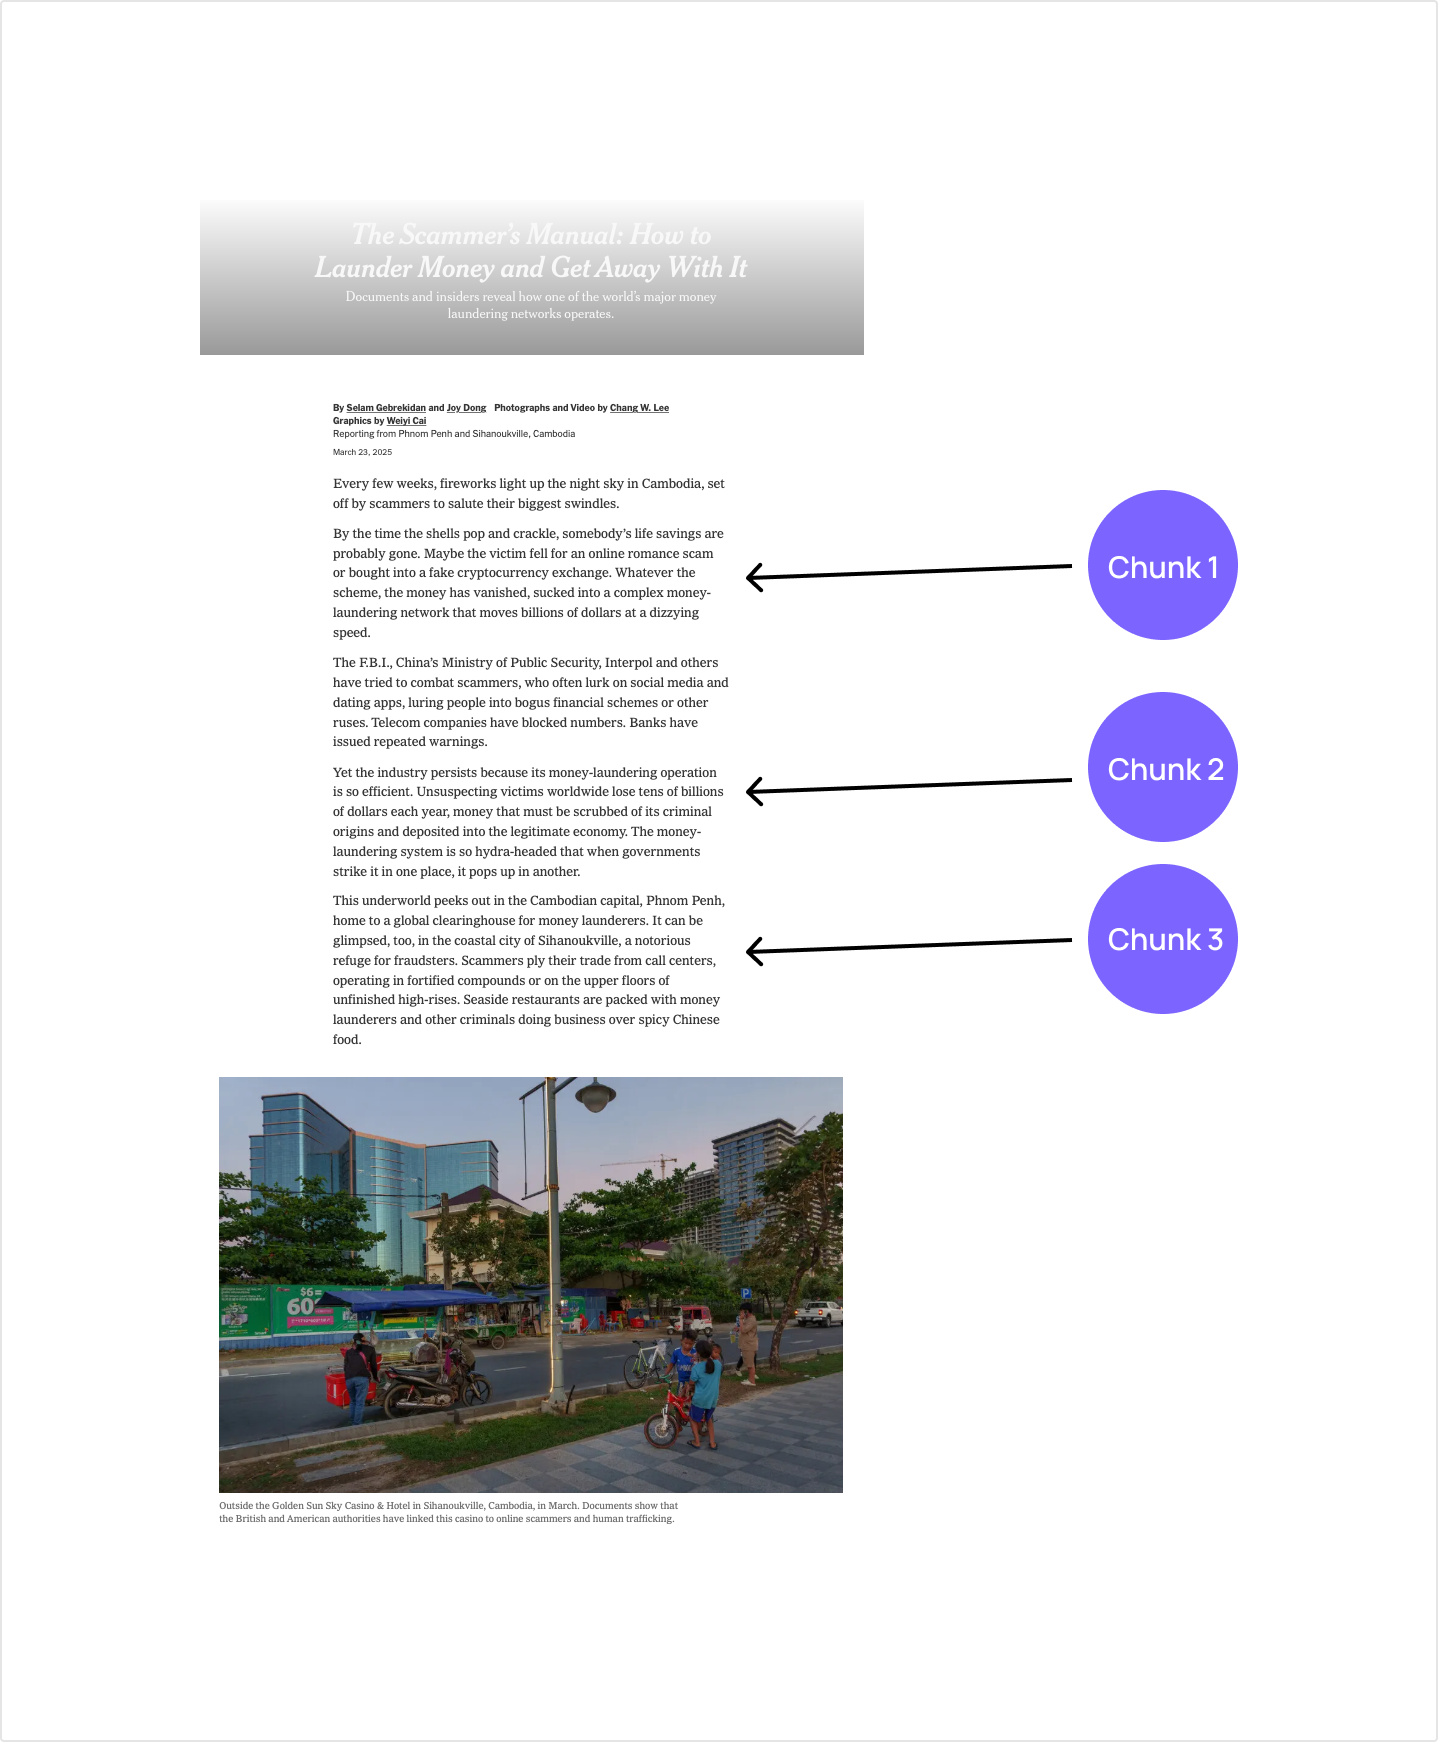 The Scammer’s Manual: How to
Launder Money and Get Away With It
Documents and insiders reveal how one of the world’s major money
laundering networks operates.
By Selam Gebrekidan and Joy Dong Photographs and Video by Chang W. Lee
Graphics by Weiyi Cai
Reporting from Phnom Penh and Sihanoukville, Cambodia
March 23, 2025
Every few weeks, fireworks light up the night sky in Cambodia, set
off by scammers to salute their biggest swindles.
By the time the shells pop and crackle, somebody’s life savings are
probably gone. Maybe the victim fell for an online romance scam
or bought into a fake cryptocurrency exchange. Whatever the
scheme, the money has vanished, sucked into a complex money-
laundering network that moves billions of dollars at a dizzying
speed.
Chunk 1
The F.B.I., China’s Ministry of Public Security, Interpol and others
have tried to combat scammers, who often lurk on social media and
dating apps, luring people into bogus financial schemes or other
ruses. Telecom companies have blocked numbers. Banks have
issued repeated warnings.
Yet the industry persists because its money-laundering operation
is so efficient. Unsuspecting victims worldwide lose tens of billions
of dollars each year, money that must be scrubbed of its criminal
origins and deposited into the legitimate economy. The money-
laundering system is so hydra-headed that when governments
strike it in one place, it pops up in another.
Chunk 2
This underworld peeks out in the Cambodian capital, Phnom Penh,
home to a global clearinghouse for money launderers. It can be
glimpsed, too, in the coastal city of Sihanoukville, a notorious
refuge for fraudsters. Scammers ply their trade from call centers,
operating in fortified compounds or on the upper floors of
unfinished high-rises. Seaside restaurants are packed with money
launderers and other criminals doing business over spicy Chinese
food.
Chunk 3
$6=
60
P
Outside the Golden Sun Sky Casino & Hotel in Sihanoukville, Cambodia, in March. Documents show that
the British and American authorities have linked this casino to online scammers and human trafficking.